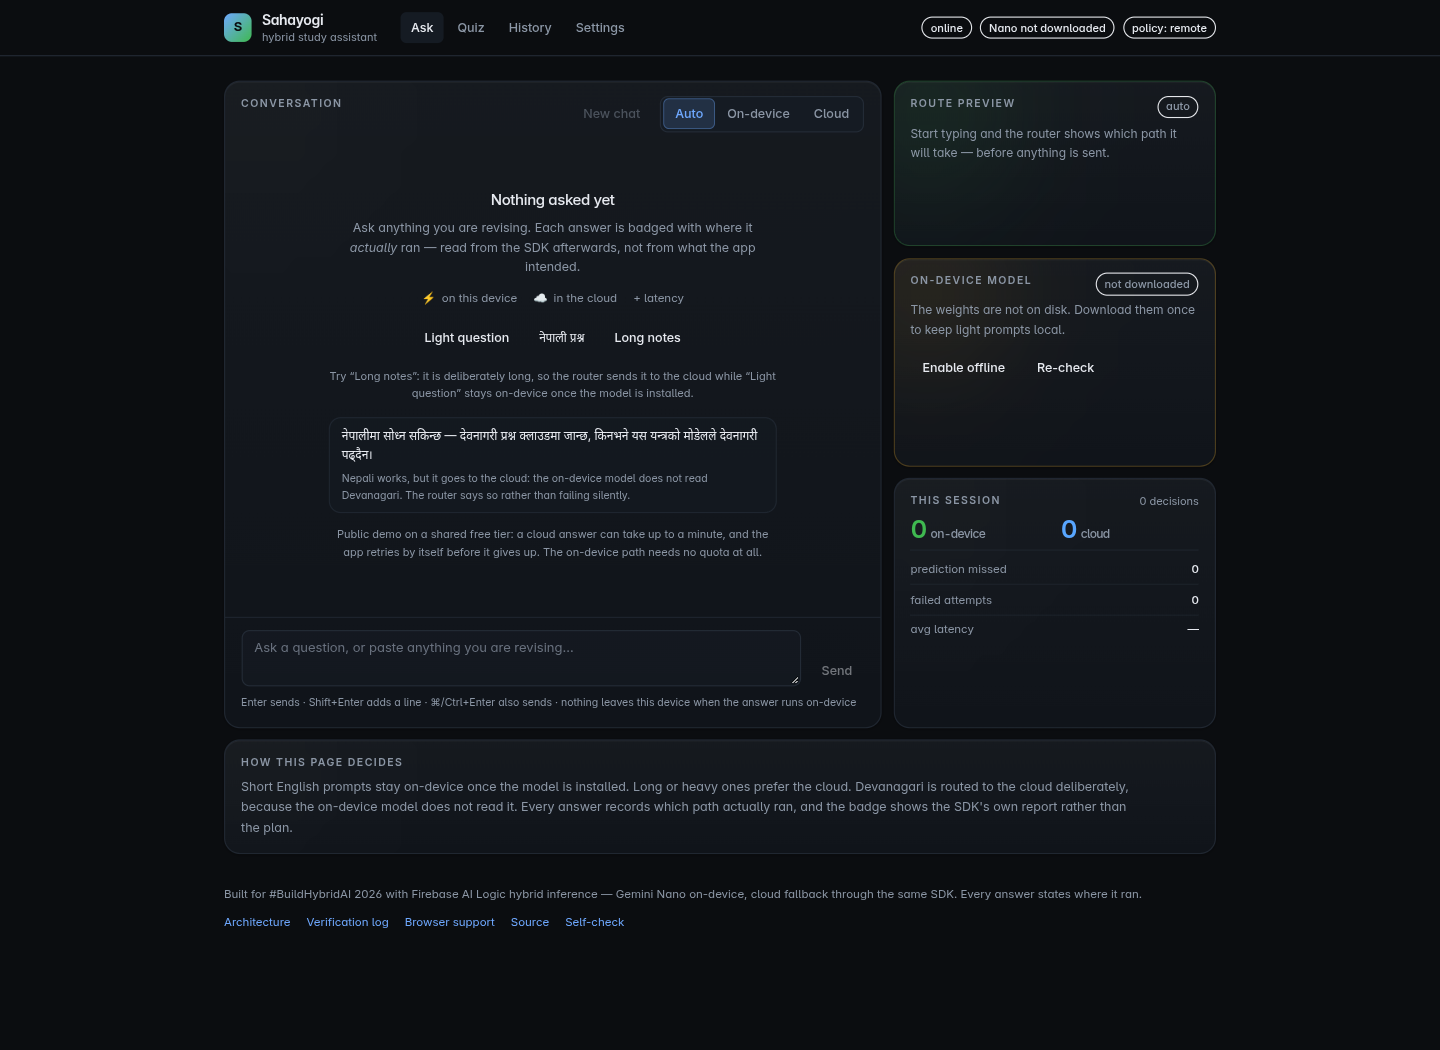 S
Sahayogi
hybrid study assistant
Ask
Quiz
History
Settings
online
Nano not downloaded
policy: remote
CONVERSATION
New chat
Auto
On-device
Cloud
Nothing asked yet
Ask anything you are revising. Each answer is badged with where it
actually ran — read from the SDK afterwards, not from what the app
intended.
⚡ on this device
☁️ in the cloud
+ latency
Light question
नेपाली प्रश्न
Long notes
Try “Long notes”: it is deliberately long, so the router sends it to the cloud while “Light
question” stays on-device once the model is installed.
नेपालीमा सोध्न सकिन्छ — देवनागरी प्रश्न क्लाउडमा जान्छ, किनभने यस यन्त्रको मोडेलले देवनागरी
पढ्दैन।
Nepali works, but it goes to the cloud: the on-device model does not read
Devanagari. The router says so rather than failing silently.
Public demo on a shared free tier: a cloud answer can take up to a minute, and the
app retries by itself before it gives up. The on-device path needs no quota at all.
Ask a question, or paste anything you are revising...
Send
Enter sends · Shift+Enter adds a line · ⌘/Ctrl+Enter also sends · nothing leaves this device when the answer runs on-device
ROUTE PREVIEW
auto
Start typing and the router shows which path it
will take — before anything is sent.
ON-DEVICE MODEL
not downloaded
The weights are not on disk. Download them once
to keep light prompts local.
Enable offline
Re-check
THIS SESSION
0 decisions
0 on-device
0 cloud
prediction missed 0
failed attempts 0
avg latency —
HOW THIS PAGE DECIDES
Short English prompts stay on-device once the model is installed. Long or heavy ones prefer the cloud. Devanagari is routed to the cloud deliberately,
because the on-device model does not read it. Every answer records which path actually ran, and the badge shows the SDK's own report rather than
the plan.
Built for #BuildHybridAI 2026 with Firebase AI Logic hybrid inference — Gemini Nano on-device, cloud fallback through the same SDK. Every answer states where it ran.
Architecture
Verification log
Browser support
Source
Self-check